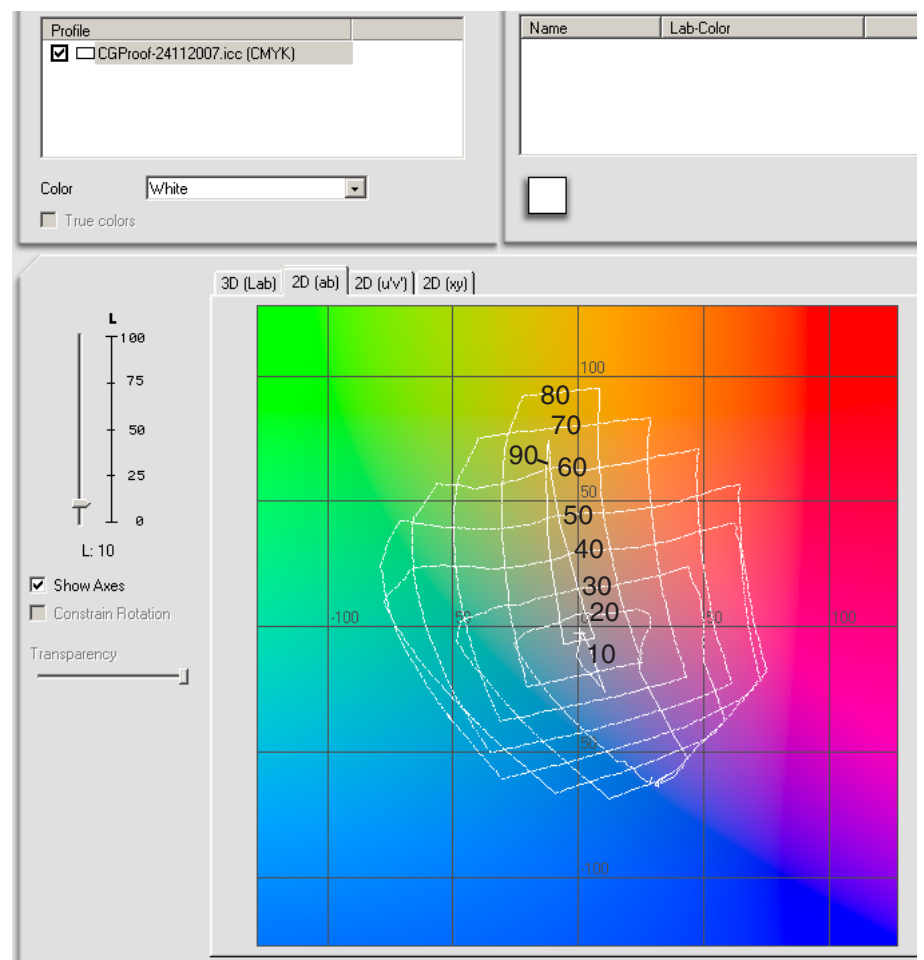 Profile
CGProof-24112007.icc (CMYK)
Color White
True colors
Name Lab-Color
3D (Lab) 2D (ab) 2D (u'v') 2D (xy)
L
100
75
50
25
0
L: 10
Show Axes
Constrain Rotation
Transparency
100
80
70
90
60
50
50
40
30
20
-100
50
50
100
10
50
-100